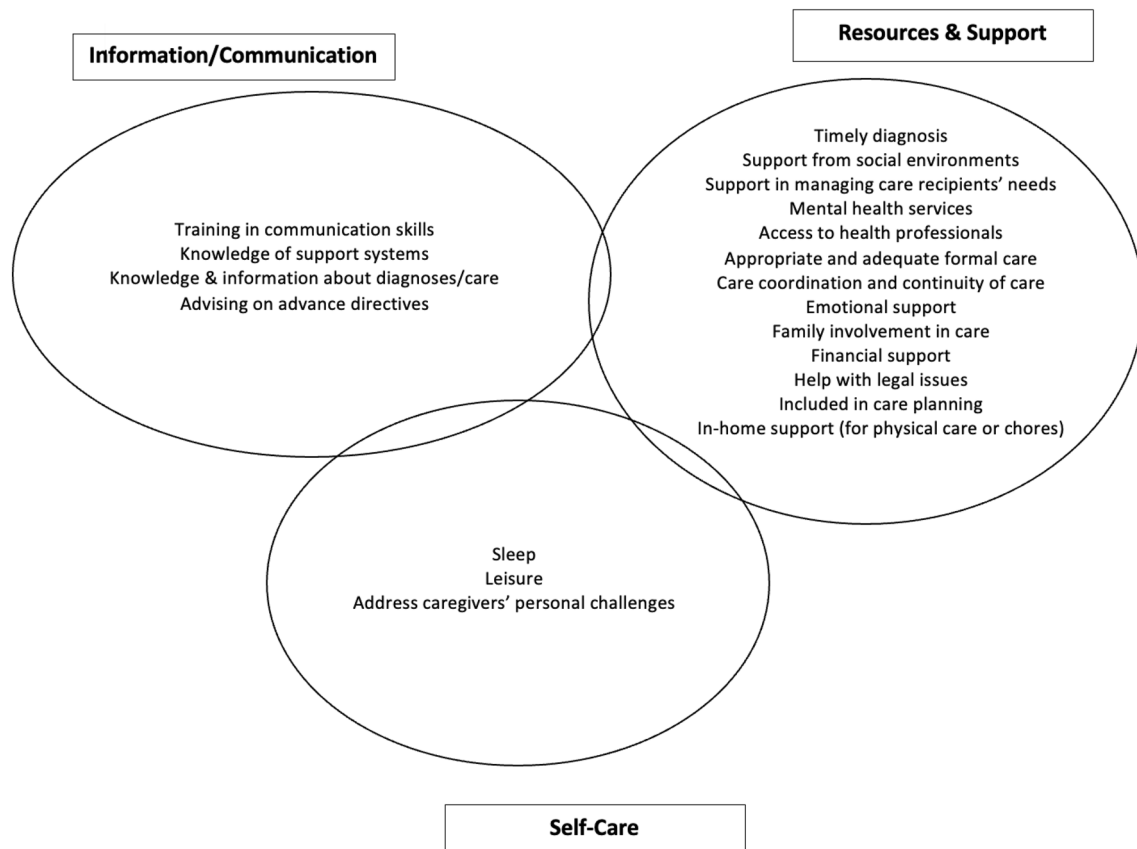 Information/Communication
Resources & Support
Training in communication skills
Knowledge of support systems
Knowledge & information about diagnoses/care
Advising on advance directives
Timely diagnosis
Support from social environments
Support in managing care recipients’ needs
Mental health services
Access to health professionals
Appropriate and adequate formal care
Care coordination and continuity of care
Emotional support
Family involvement in care
Financial support
Help with legal issues
Included in care planning
In-home support (for physical care or chores)
Sleep
Leisure
Address caregivers’ personal challenges
Self-Care